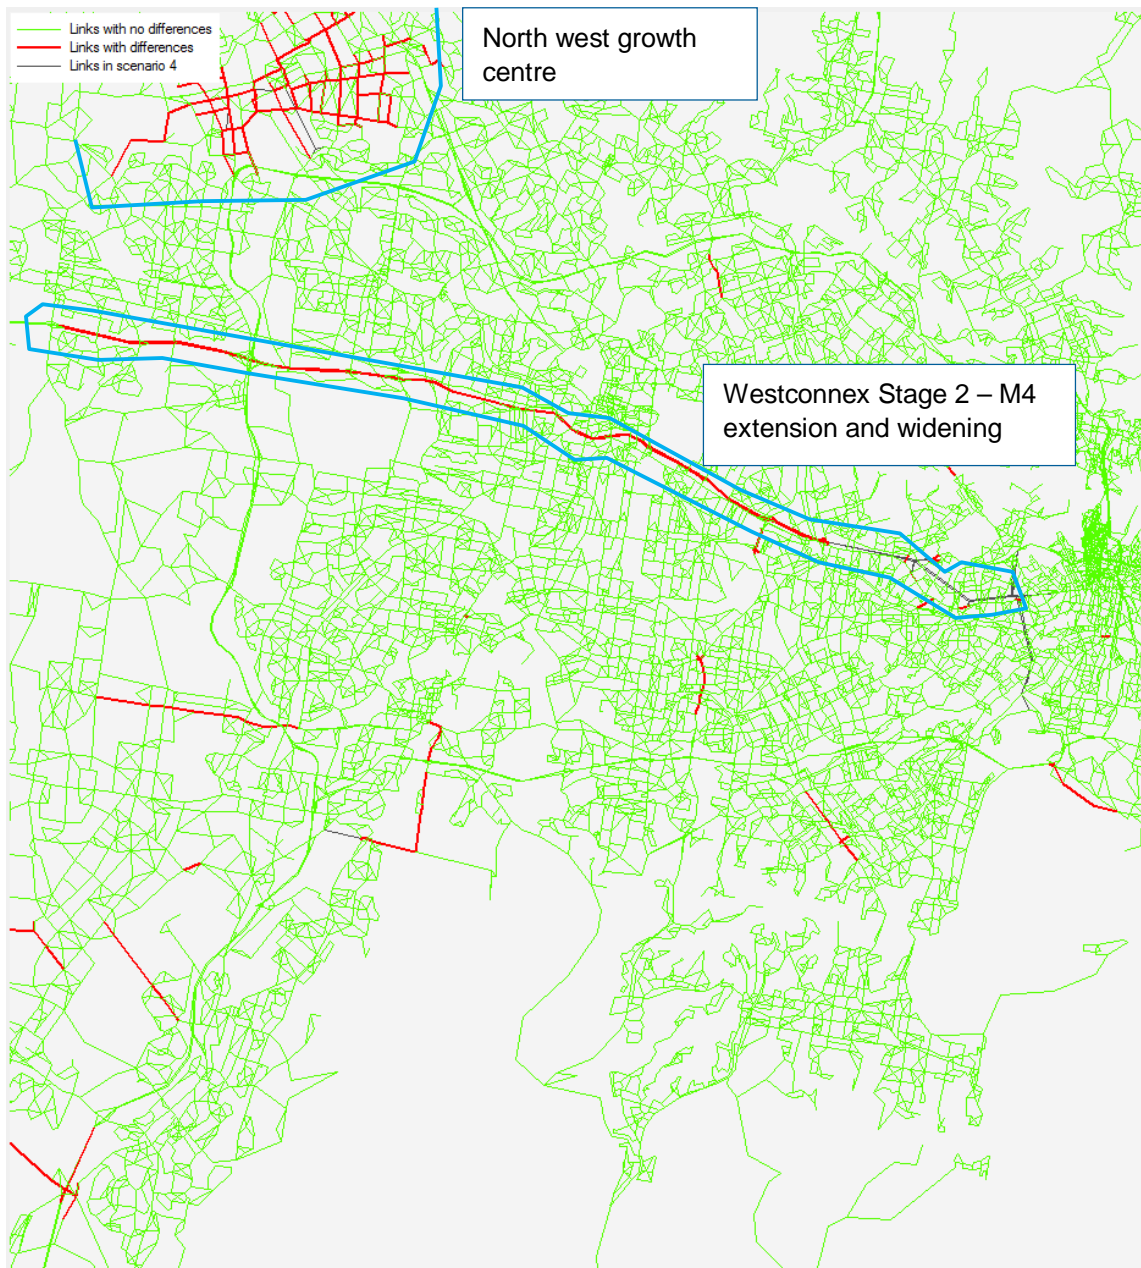 Links with no differences
Links with differences
Links in scenario 4
North west growth
centre
Westconnex Stage 2 – M4
extension and widening